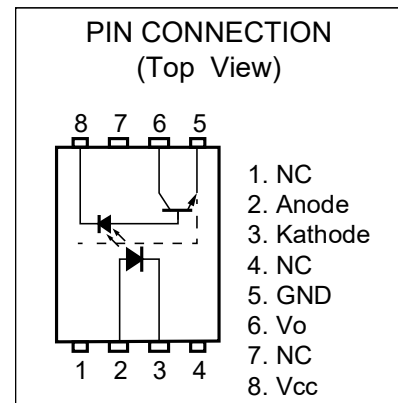 PIN CONNECTION
(Top View)
8 7 6 5
1 2 3 4
1. NC
2. Anode
3. Kathode
4. NC
5. GND
6. Vo
7. NC
8. Vcc